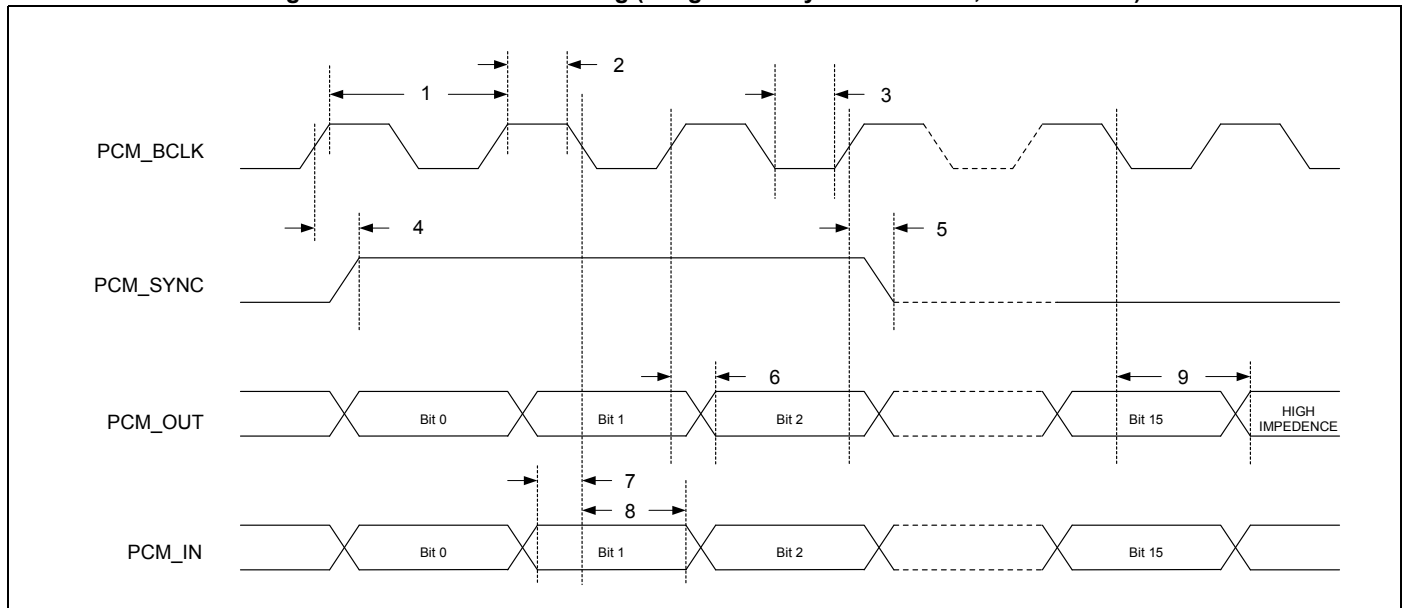 1
2
3
PCM_BCLK
4
5
PCM_SYNC
6
9
PCM_OUT
Bit 0
Bit 1
Bit 2
Bit 15
HIGH
IMPEDENCE
7
8
PCM_IN
Bit 0
Bit 1
Bit 2
Bit 15